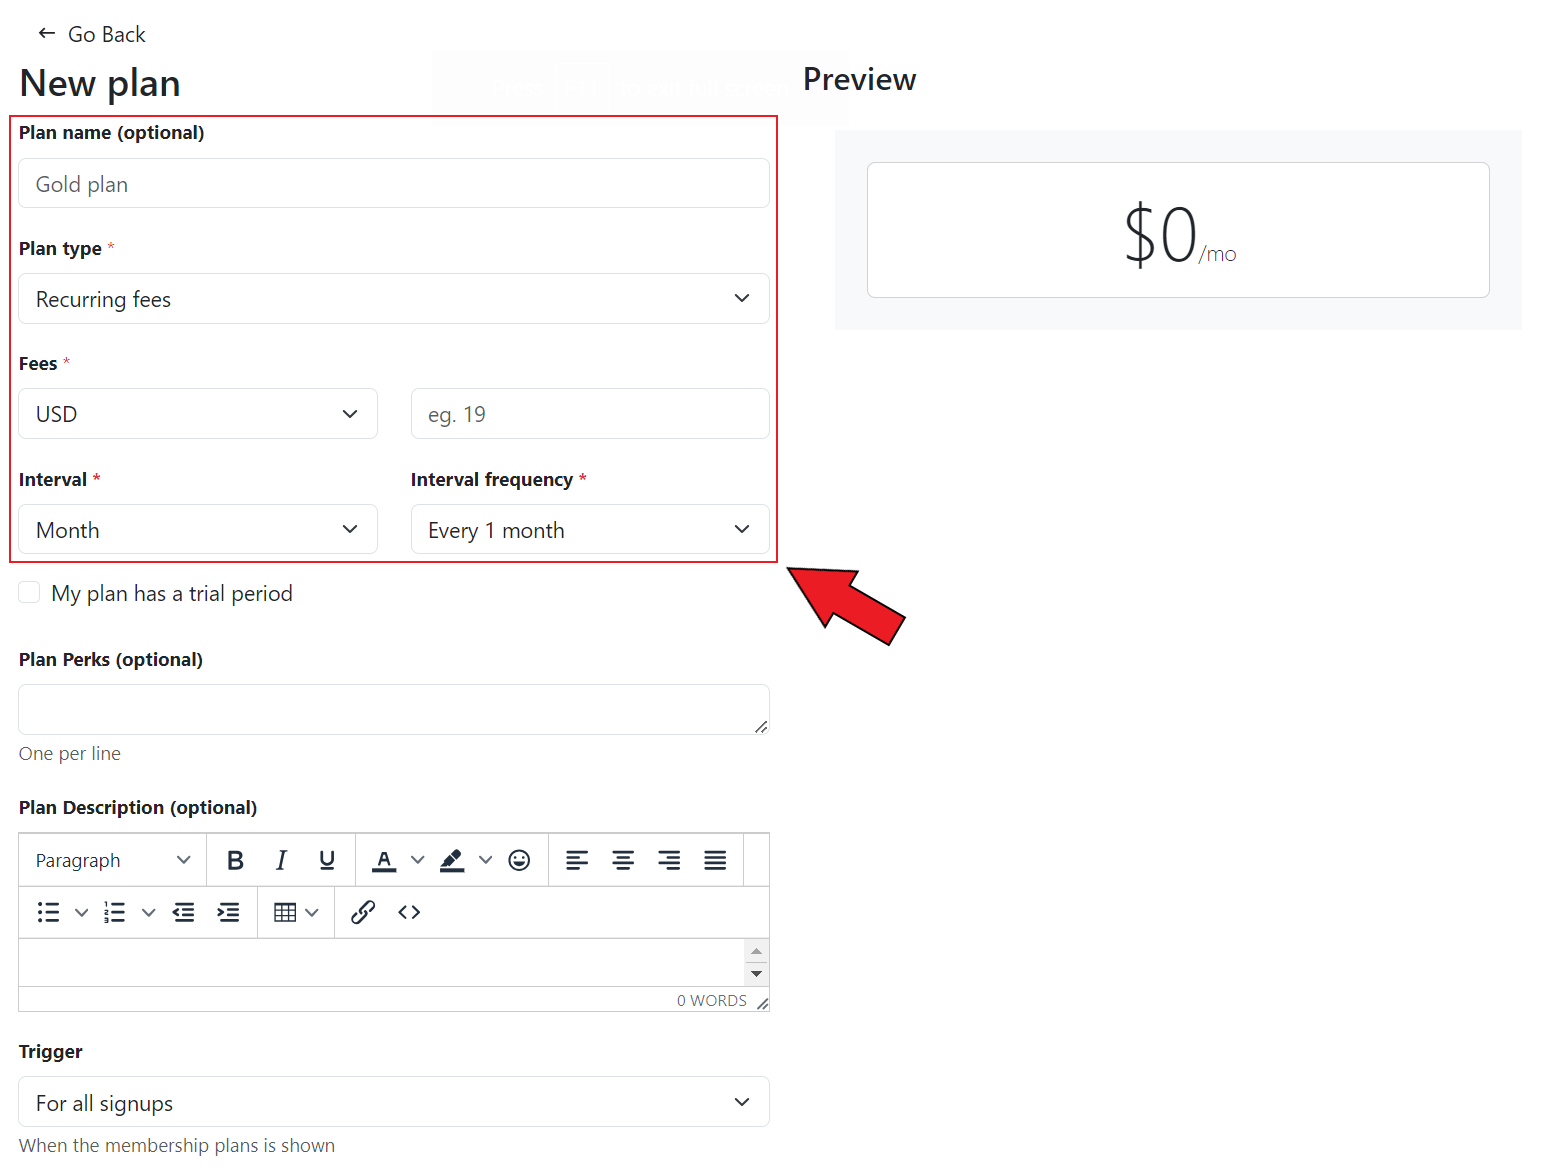 Go Back
New plan
Preview
Plan name (optional)
Gold plan
$0/mo
Plan type *
Recurring fees
Fees *
USD
eg. 19
Interval *
Interval frequency *
Month
Every 1 month
My plan has a trial period
Plan Perks (optional)
One per line
Plan Description (optional)
Paragraph
0 WORDS
Trigger
For all signups
When the membership plans is shown